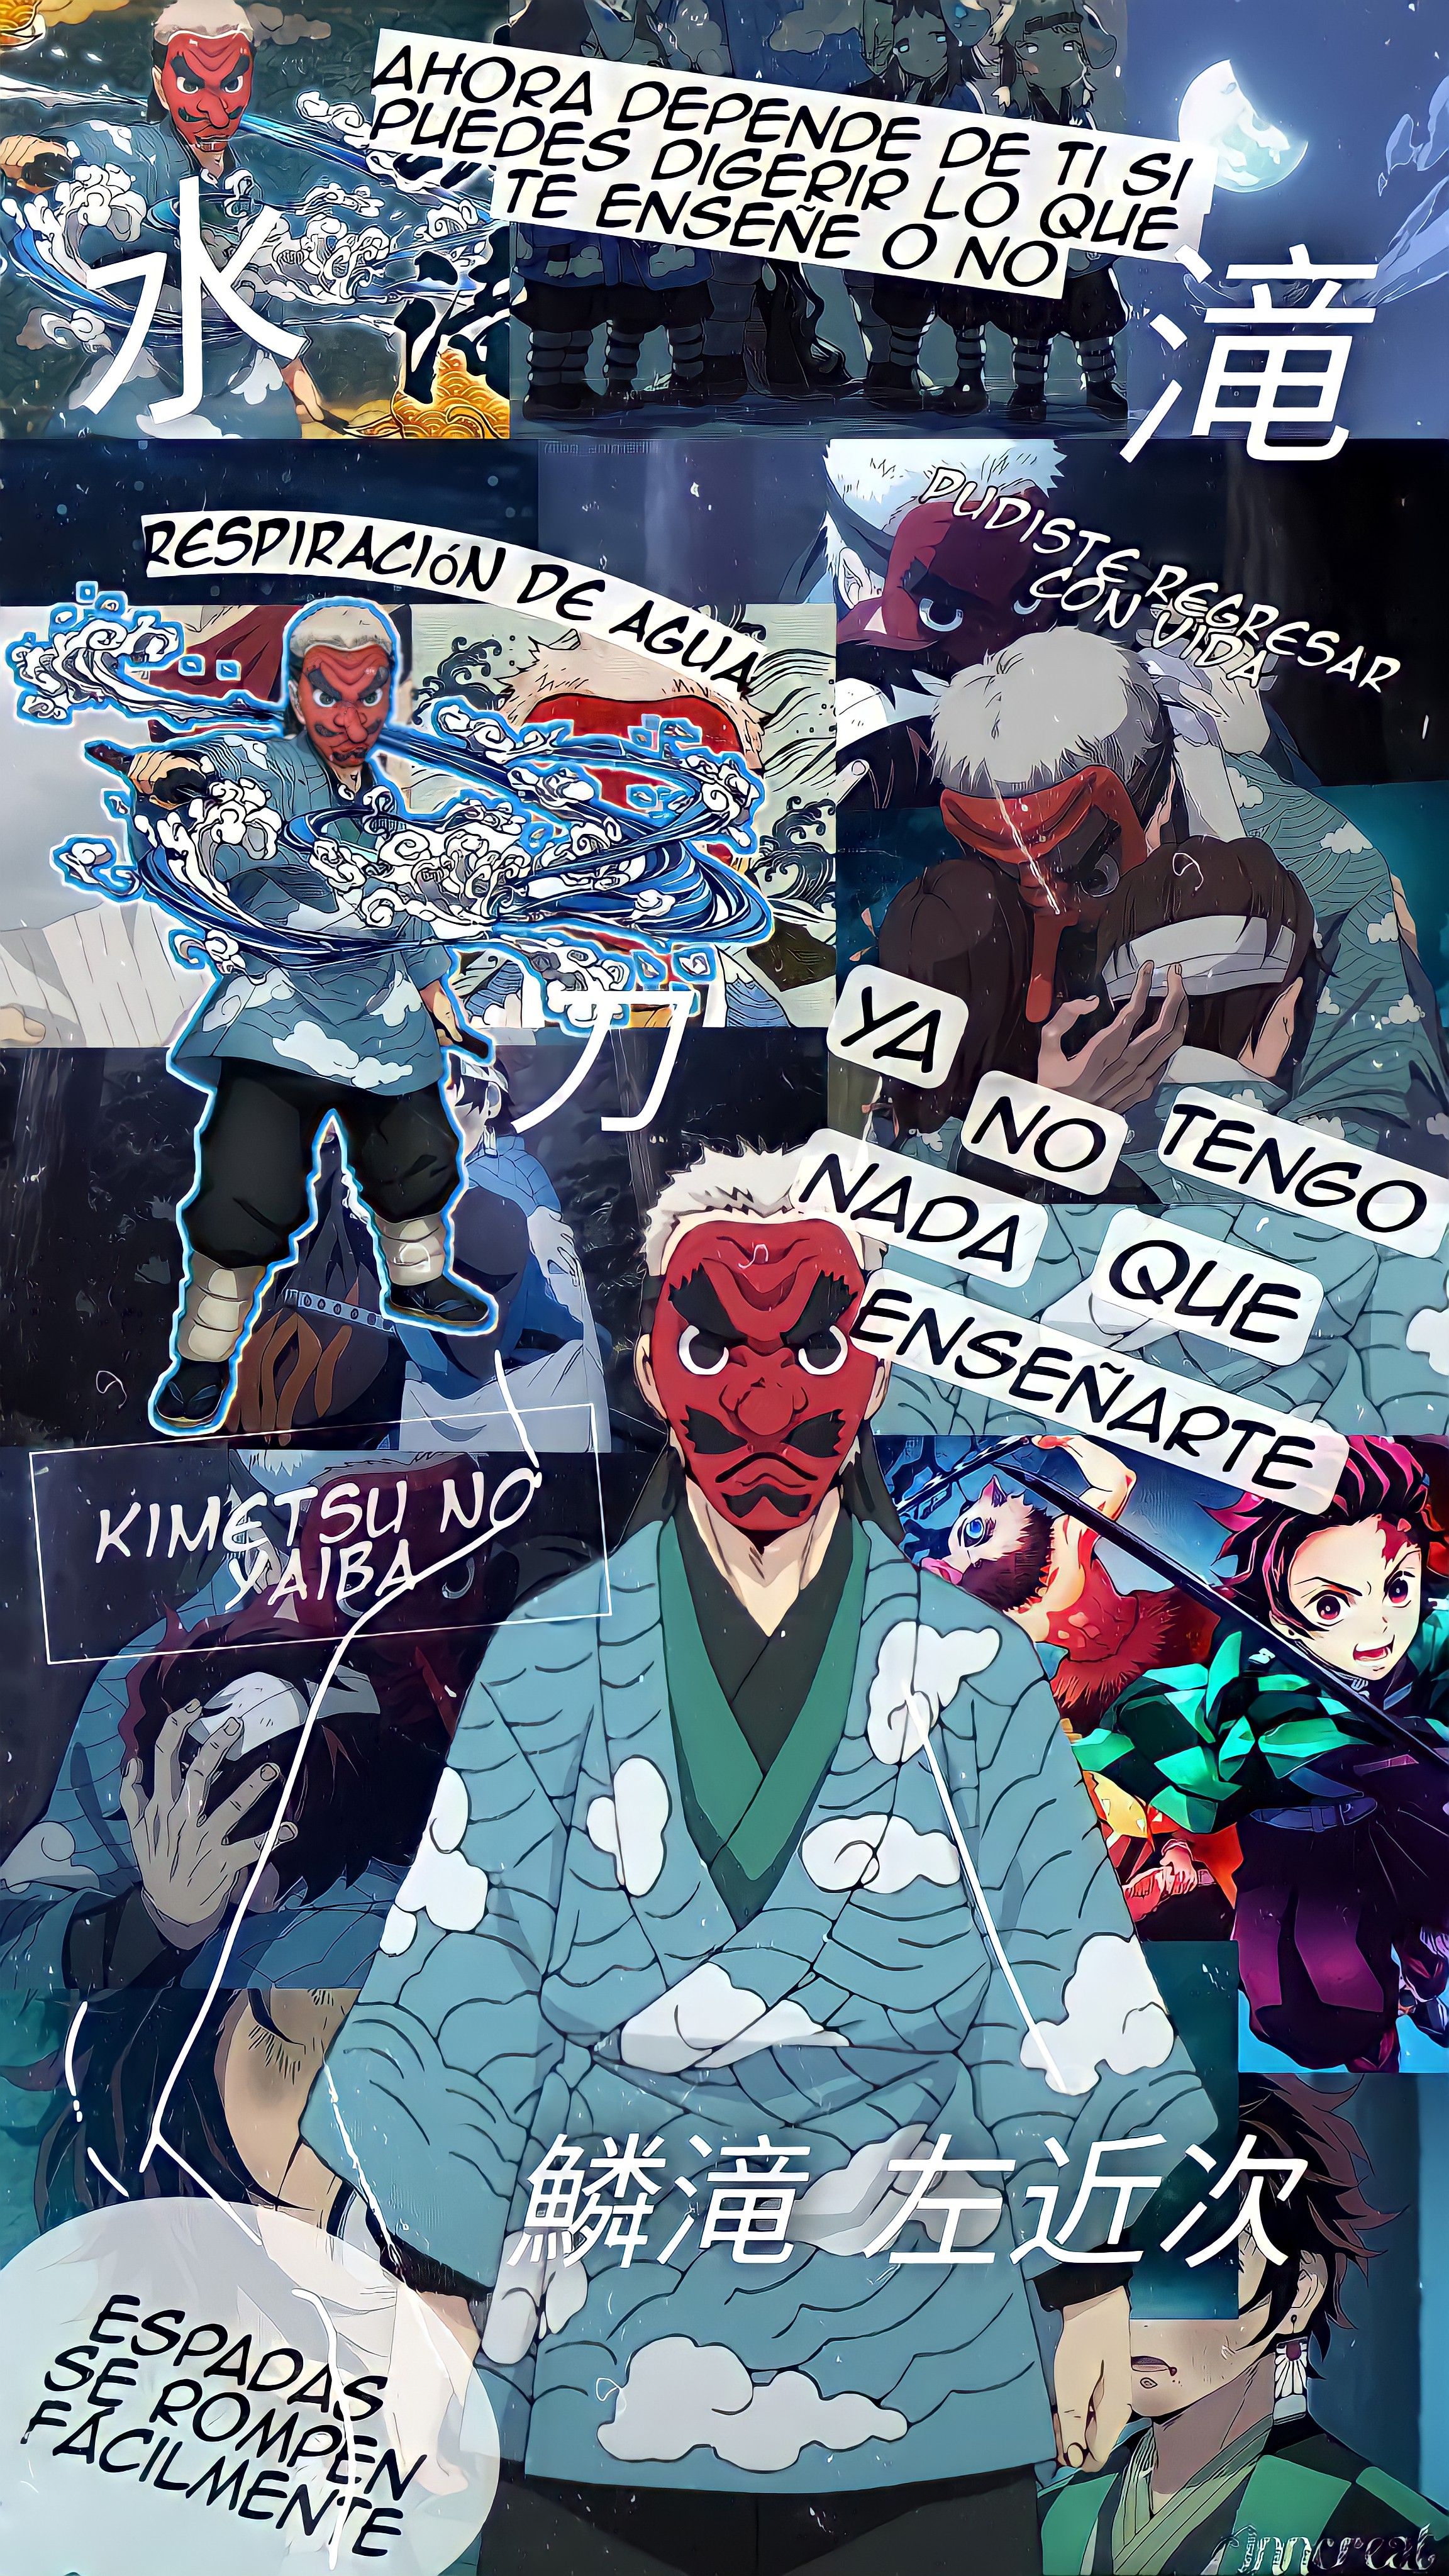 AHORA DEPENDE DE TI SI
PUEDES DIGERIR LO QUE
TE ENSEÑE O NO
水
滝
RESPIRACIÓN DE AGUA
PUDISTE REGRESAR
CON VIDA
刀
YA
NO TENGO
NADA QUE
ENSEÑARTE
KIMETSU NO
YAIBA
鱗滝 左近次
ESPADAS
SE ROMPEN
FÁCILMENTE